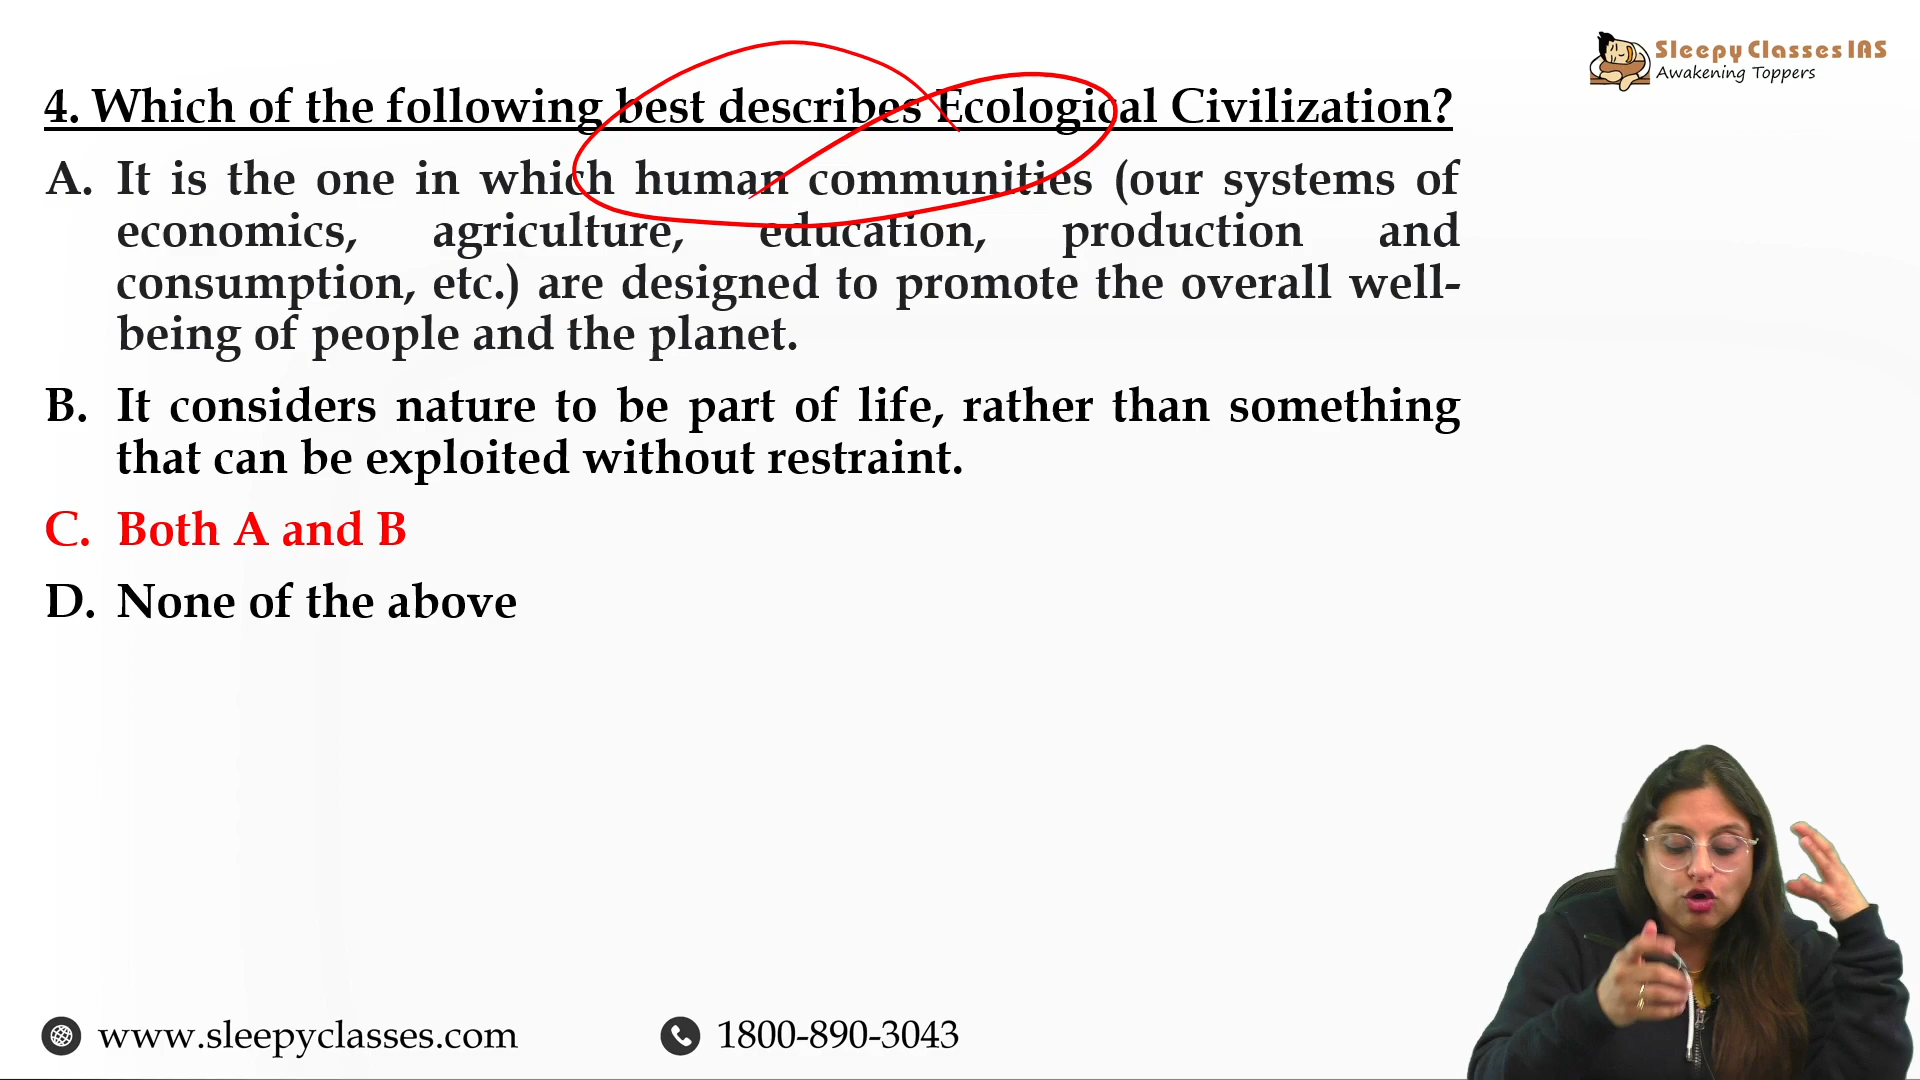 Sleepy Classes IAS
Awakening Toppers
4. Which of the following best describes Ecological Civilization?
A. It is the one in which human communities (our systems of
economics, agriculture, education, production and
consumption, etc.) are designed to promote the overall well-
being of people and the planet.
B. It considers nature to be part of life, rather than something
that can be exploited without restraint.
C. Both A and B
D. None of the above
www.sleepyclasses.com
1800-890-3043